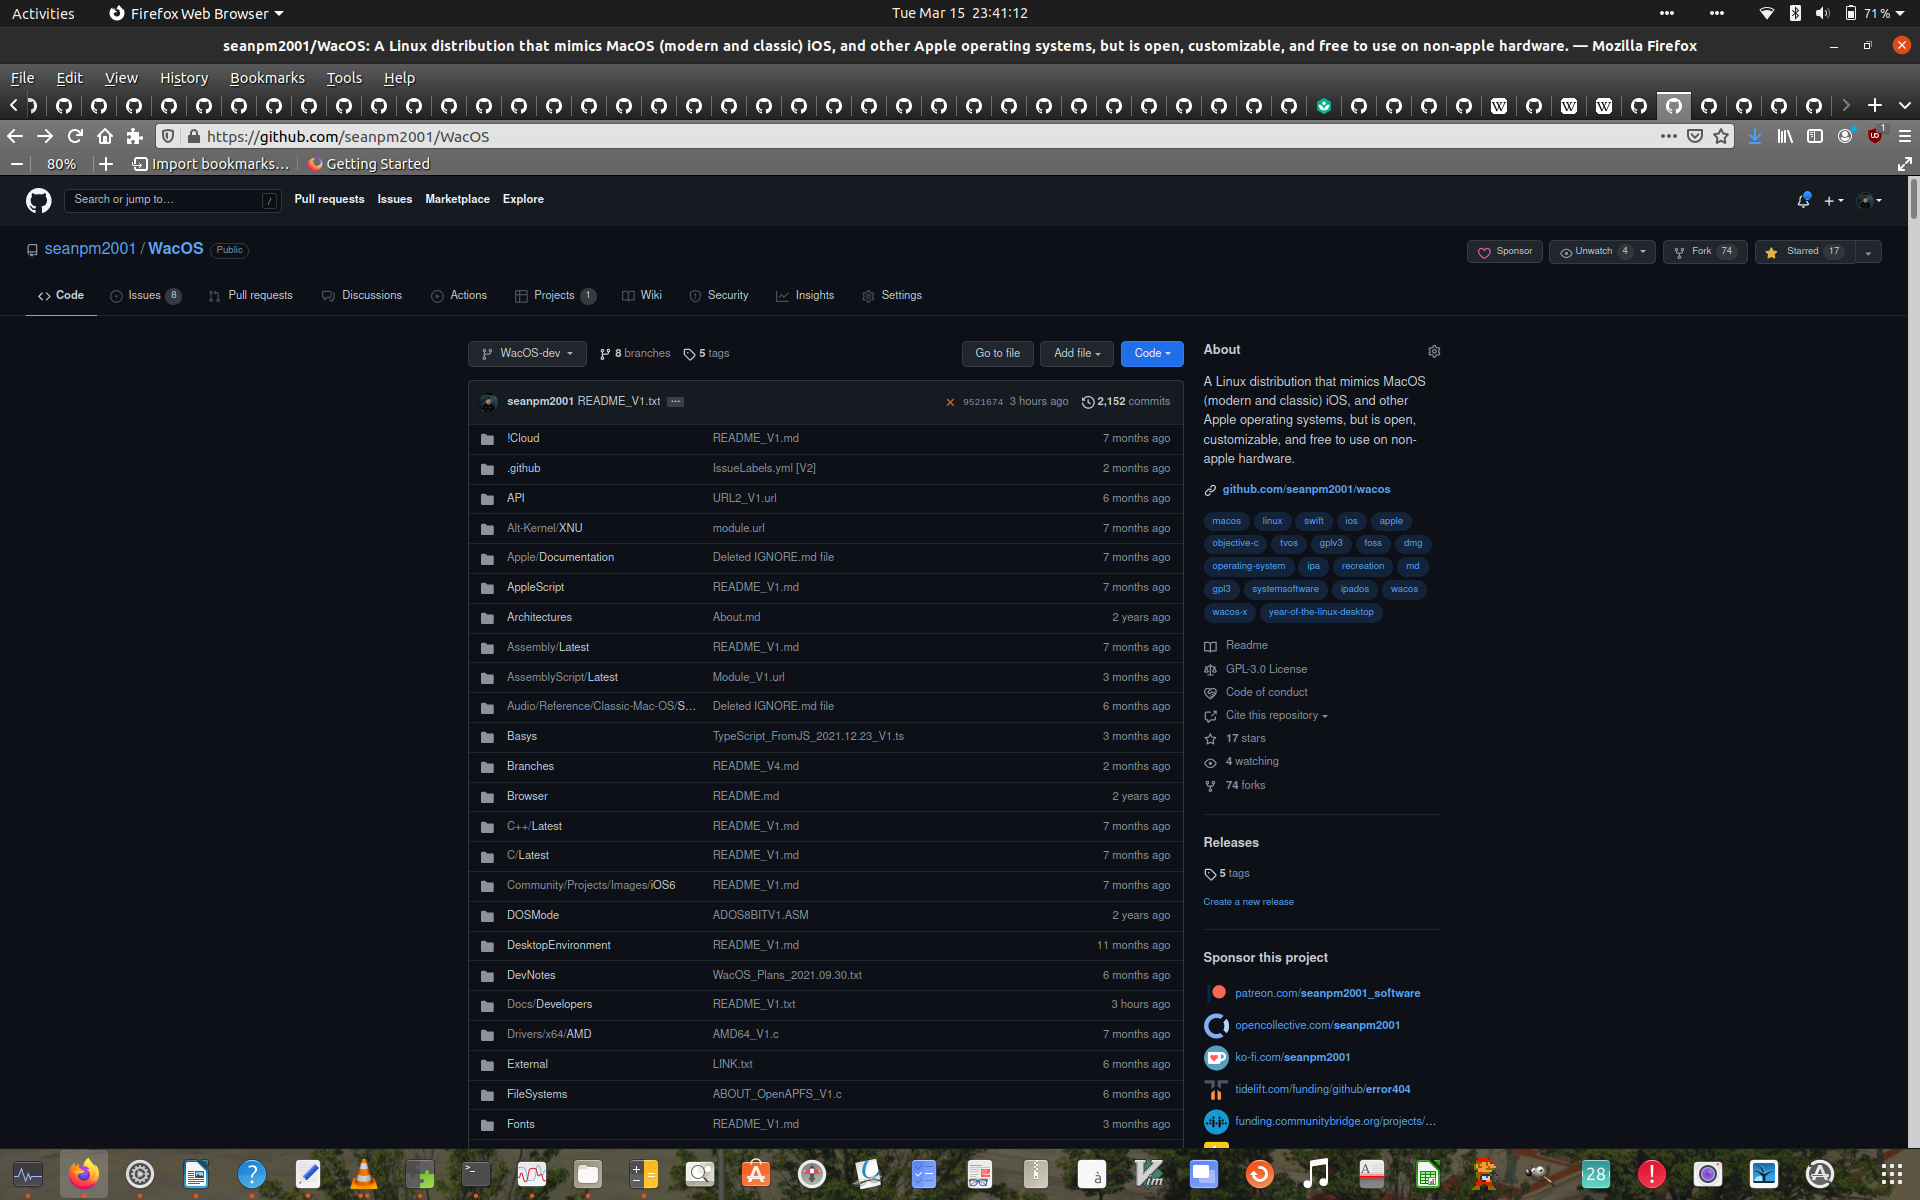 Activities Firefox Web Browser Tue Mar 15 23:41:12 71%
seanpm2001/WacOS: A Linux distribution that mimics MacOS (modern and classic) iOS, and other Apple operating systems, but is open, customizable, and free to use on non-apple hardware. — Mozilla Firefox
File Edit View History Bookmarks Tools Help
https://github.com/seanpm2001/WacOS
80% Import bookmarks... Getting Started
Search or jump to... / Pull requests Issues Marketplace Explore
seanpm2001 / WacOS Public Sponsor Unwatch 4 Fork 74 Starred 17
Code Issues 8 Pull requests Discussions Actions Projects 1 Wiki Security Insights Settings
WacOS-dev 8 branches 5 tags Go to file Add file Code
seanpm2001 README_V1.txt ... 9521674 3 hours ago 2,152 commits
!Cloud README_V1.md 7 months ago
.github IssueLabels.yml [V2] 2 months ago
API URL2_V1.url 6 months ago
Alt-Kernel/XNU module.url 7 months ago
Apple/Documentation Deleted IGNORE.md file 7 months ago
AppleScript README_V1.md 7 months ago
Architectures About.md 2 years ago
Assembly/Latest README_V1.md 7 months ago
AssemblyScript/Latest Module_V1.url 3 months ago
Audio/Reference/Classic-Mac-OS/S... Deleted IGNORE.md file 6 months ago
Basys TypeScript_FromJS_2021.12.23_V1.ts 3 months ago
Branches README_V4.md 2 months ago
Browser README.md 2 years ago
C++/Latest README_V1.md 7 months ago
C/Latest README_V1.md 7 months ago
Community/Projects/Images/iOS6 README_V1.md 7 months ago
DOSMode ADOS8BITV1.ASM 2 years ago
DesktopEnvironment README_V1.md 11 months ago
DevNotes WacOS_Plans_2021.09.30.txt 6 months ago
Docs/Developers README_V1.txt 3 hours ago
Drivers/x64/AMD AMD64_V1.c 7 months ago
External LINK.txt 6 months ago
FileSystems ABOUT_OpenAPFS_V1.c 6 months ago
Fonts README_V1.md 3 months ago
About
A Linux distribution that mimics MacOS
(modern and classic) iOS, and other
Apple operating systems, but is open,
customizable, and free to use on non-
apple hardware.
github.com/seanpm2001/wacos
macos linux swift ios apple
objective-c tvos gplv3 foss dmg
operating-system ipa recreation md
gpl3 systemsoftware ipados wacos
wacos-x year-of-the-linux-desktop
Readme
GPL-3.0 License
Code of conduct
Cite this repository
17 stars
4 watching
74 forks
Releases
5 tags
Create a new release
Sponsor this project
patreon.com/seanpm2001_software
opencollective.com/seanpm2001
ko-fi.com/seanpm2001
tidelift.com/funding/github/error404
funding.communitybridge.org/projects/...
28